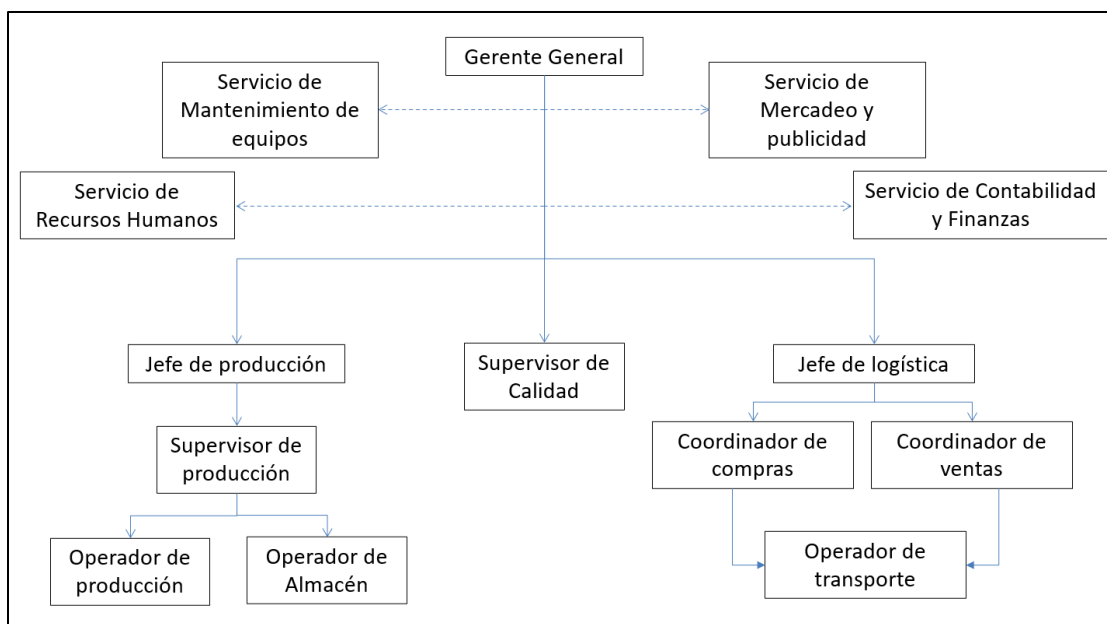 Gerente General
Servicio de
Mantenimiento de
equipos
Servicio de
Mercadeo y
publicidad
Servicio de
Recursos Humanos
Servicio de Contabilidad
y Finanzas
Jefe de producción
Supervisor de
Calidad
Jefe de logística
Supervisor de
producción
Coordinador de
compras
Coordinador de
ventas
Operador de
producción
Operador de
Almacén
Operador de
transporte